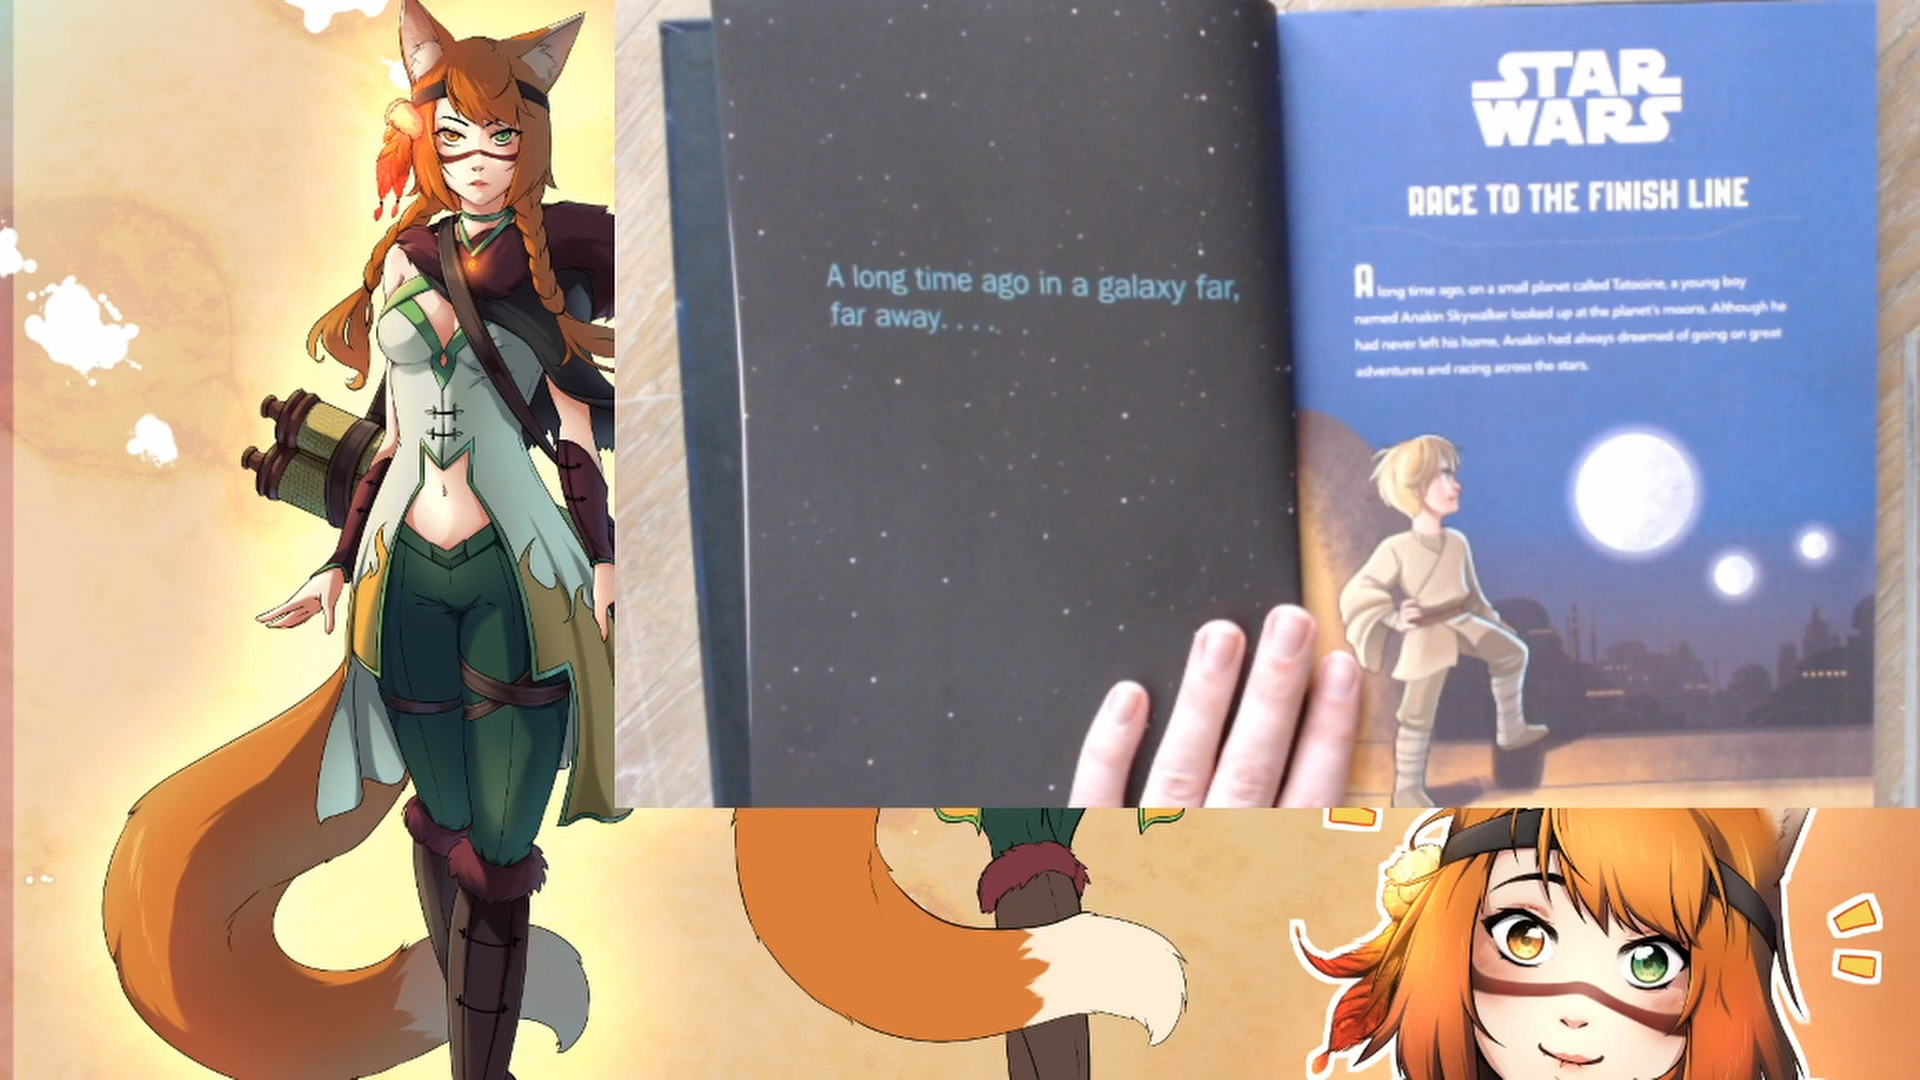 A long time ago in a galaxy far,
far away. . . .
STAR
WARS
RACE TO THE FINISH LINE
A long time ago, on a small planet called Tatooine, a young boy
named Anakin Skywalker looked up at the planet's moons. Although he
had never left his home, Anakin had always dreamed of going on great
adventures and racing across the stars.